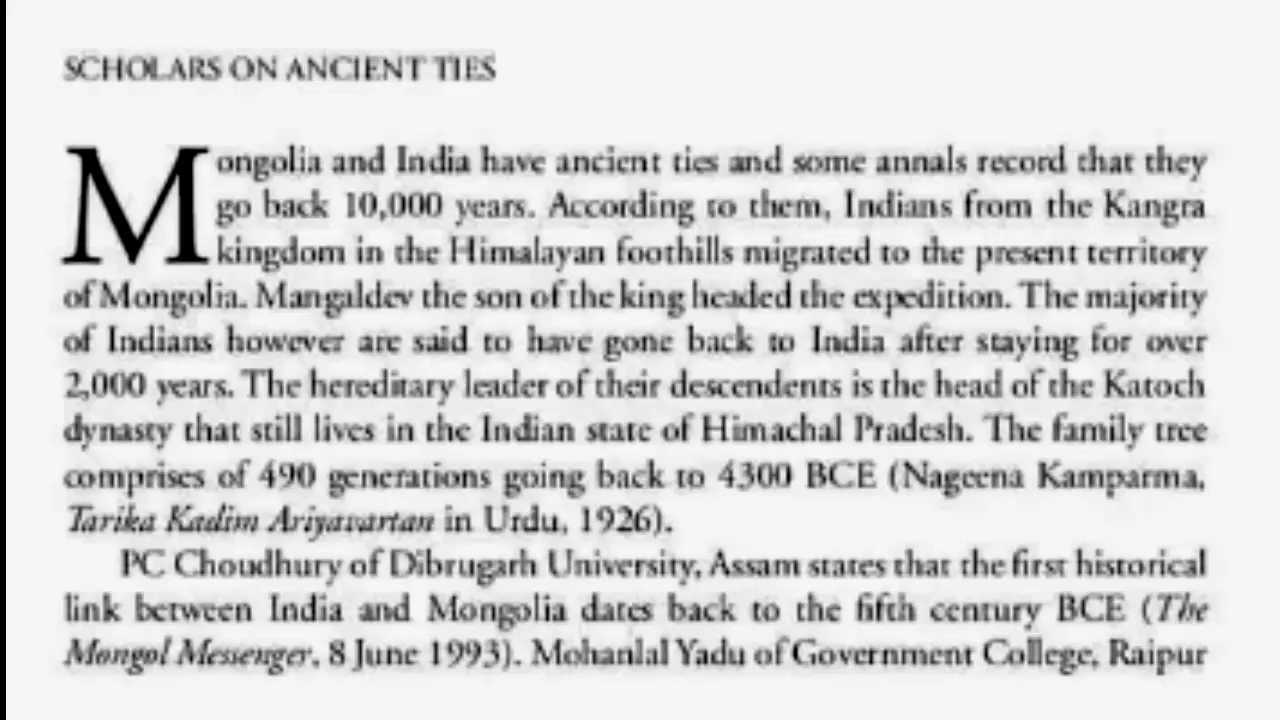 SCHOLARS ON ANCIENT TIES
Mongolia and India have ancient ties and some annals record that they
go back 10,000 years. According to them, Indians from the Kangra
kingdom in the Himalayan foothills migrated to the present territory
of Mongolia. Mangaldev the son of the king headed the expedition. The majority
of Indians however are said to have gone back to India after staying for over
2,000 years. The hereditary leader of their descendents is the head of the Katoch
dynasty that still lives in the Indian state of Himachal Pradesh. The family tree
comprises of 490 generations going back to 4300 BCE (Nageena Kamparma,
Tarika Kadim Ariyavartan in Urdu, 1926).
PC Choudhury of Dibrugarh University, Assam states that the first historical
link between India and Mongolia dates back to the fifth century BCE (The
Mongol Messenger, 8 June 1993). Mohanlal Yadu of Government College, Raipur